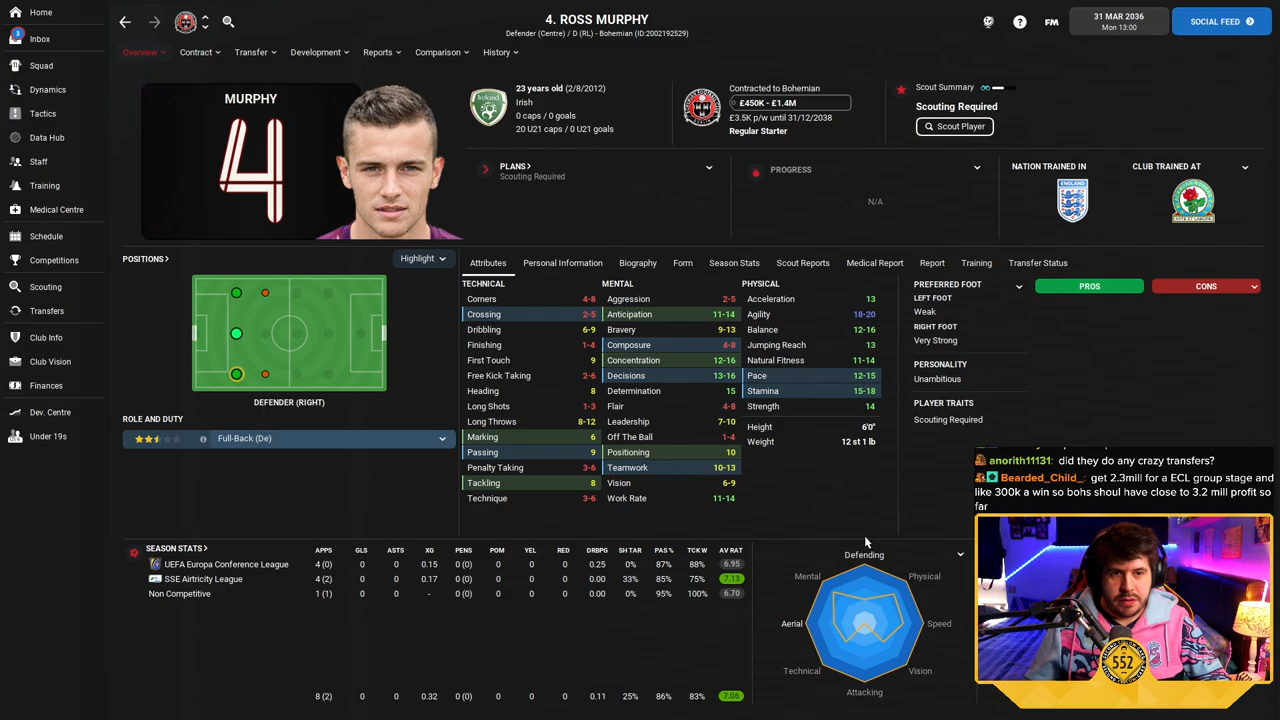 Home
Inbox
3
Squad
Dynamics
Tactics
Data Hub
Staff
Training
Medical Centre
Schedule
Competitions
Scouting
Transfers
Club Info
Club Vision
Finances
Dev. Centre
Under 19s
4. ROSS MURPHY
Defender (Centre) / D (RL) - Bohemian (ID:2002192529)
FM
31 MAR 2036
Mon 13:00
SOCIAL FEED
Overview
Contract
Transfer
Development
Reports
Comparison
History
MURPHY
4
Ireland
23 years old (2/8/2012)
Irish
0 caps / 0 goals
20 U21 caps / 0 U21 goals
Contracted to Bohemian
£450K - £1.4M
£3.5K p/w until 31/12/2038
Regular Starter
Scout Summary
Scouting Required
Scout Player
PLANS
Scouting Required
PROGRESS
N/A
NATION TRAINED IN
CLUB TRAINED AT
ENGLAND
POSITIONS
Highlight
DEFENDER (RIGHT)
ROLE AND DUTY
Full-Back (De)
Attributes
Personal Information
Biography
Form
Season Stats
Scout Reports
Medical Report
Report
Training
Transfer Status
TECHNICAL
Corners 4-8
Crossing 2-5
Dribbling 6-9
Finishing 1-4
First Touch 9
Free Kick Taking 2-6
Heading 8
Long Shots 1-3
Long Throws 8-12
Marking 6
Passing 9
Penalty Taking 3-6
Tackling 8
Technique 3-6
MENTAL
Aggression 2-5
Anticipation 11-14
Bravery 9-13
Composure 4-8
Concentration 12-16
Decisions 13-16
Determination 15
Flair 4-8
Leadership 7-10
Off The Ball 1-4
Positioning 10
Teamwork 10-13
Vision 6-9
Work Rate 11-14
PHYSICAL
Acceleration 13
Agility 18-20
Balance 12-16
Jumping Reach 13
Natural Fitness 11-14
Pace 12-15
Stamina 15-18
Strength 14
Height 6'0"
Weight 12 st 1 lb
PREFERRED FOOT
LEFT FOOT
Weak
RIGHT FOOT
Very Strong
PERSONALITY
Unambitious
PLAYER TRAITS
Scouting Required
PROS
CONS
anorith11131: did they do any crazy transfers?
Bearded_Child_: get 2.3mill for a ECL group stage and
like 300k a win so bohs shoul have close to 3.2 mill profit so
far
SEASON STATS
APPS GLS ASTS XG PENS POM YEL RED DRBPG SH TAR PAS % TCK W AV RAT
UEFA Europa Conference League 4 (0) 0 0 0.15 0 (0) 0 0 0 0.25 0% 87% 88% 6.95
SSE Airtricity League 4 (2) 0 0 0.17 0 (0) 0 0 0 0.00 33% 85% 75% 7.13
Non Competitive 1 (1) 0 0 - 0 (0) 0 0 0 0.00 0% 95% 100% 6.70
8 (2) 0 0 0.32 0 (0) 0 0 0 0.11 25% 86% 83% 7.06
Defending
Physical
Speed
Vision
Attacking
Technical
Aerial
Mental
552